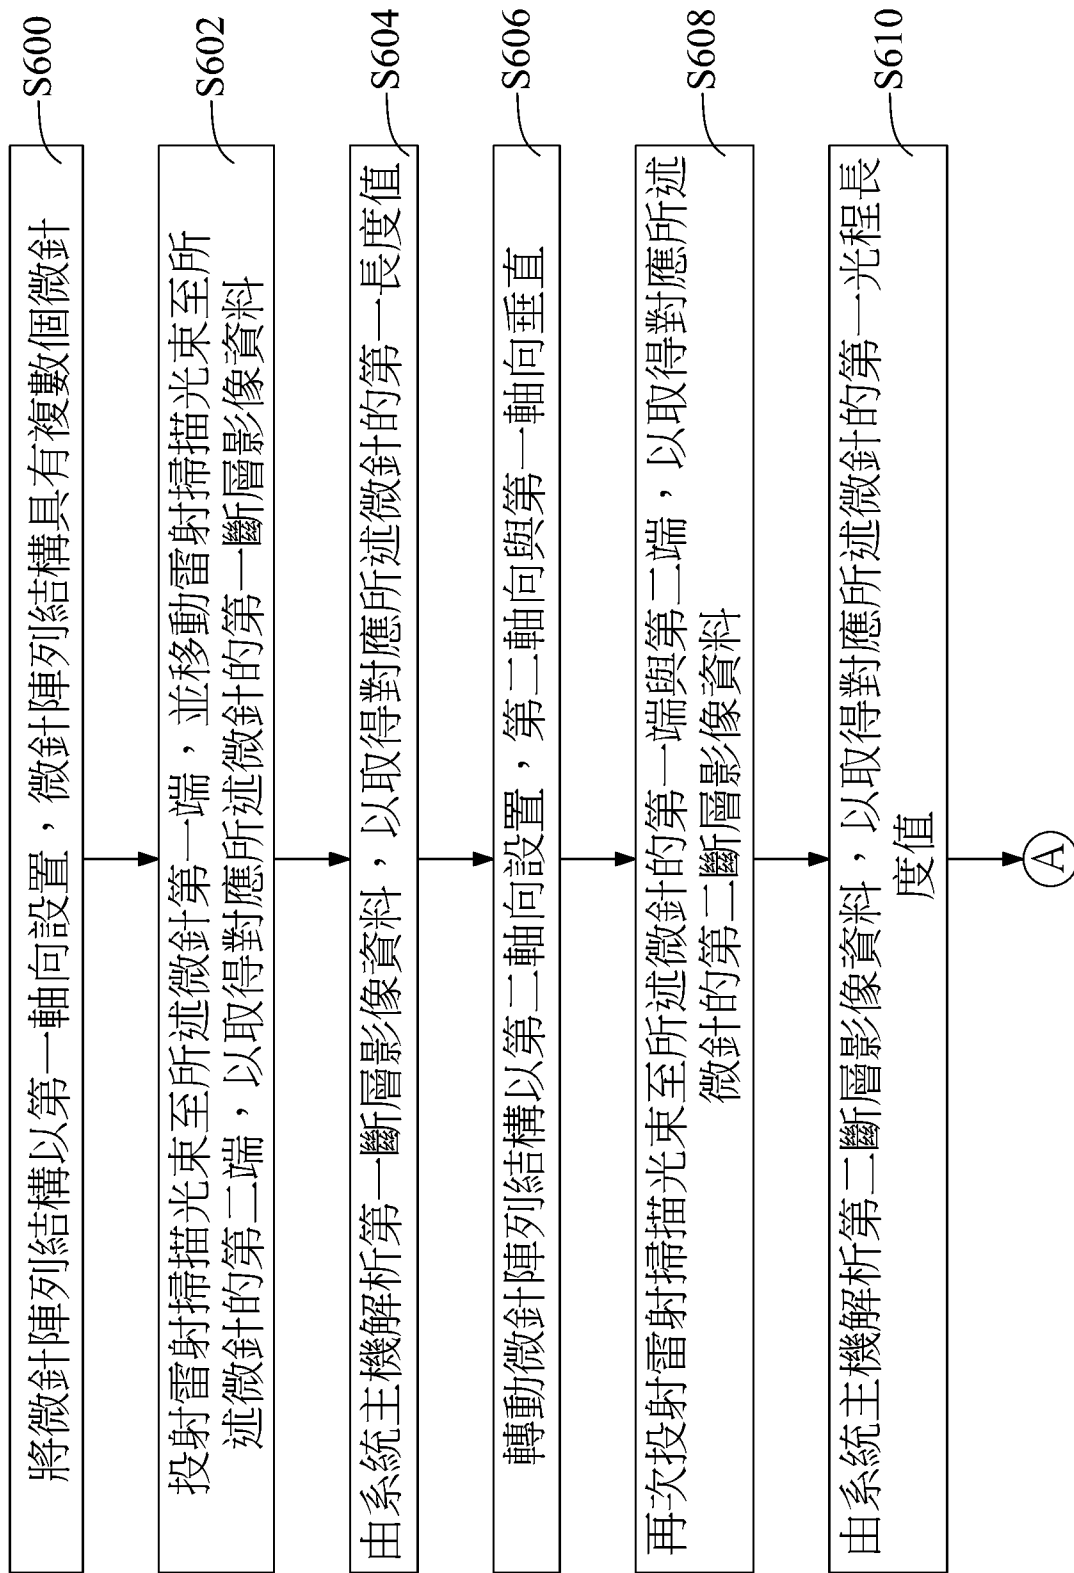 將微針陣列結構以第一軸向設置，微針陣列結構具有複數個微針
S600
投射雷射掃描光束至所述微針第一端，並移動雷射掃描光束至所
述微針的第二端，以取得對應所述微針的第一斷層影像資料
S602
由系統主機解析第一斷層影像資料，以取得對應所述微針的第一長度值
S604
轉動微針陣列結構以第二軸向設置，第二軸向與第一軸向垂直
S606
再次投射雷射掃描光束至所述微針的第一端與第二端，以取得對應所述
微針的第二斷層影像資料
S608
由系統主機解析第二斷層影像資料，以取得對應所述微針的第一光程長
度值
S610
A